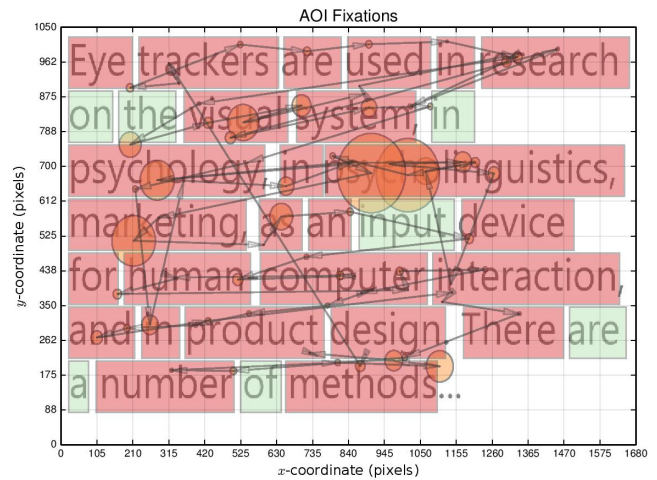 AOI Fixations
1050
962
875
788
700
612
525
438
350
262
175
88
0
y-coordinate (pixels)
Eye trackers are used in research
on the visual system, in
psychology, in psycholinguistics,
marketing, as an input device
for human computer interaction,
and in product design. There are
a number of methods...
0 105 210 315 420 525 630 735 840 945 1050 1155 1260 1365 1470 1575 1680
x-coordinate (pixels)